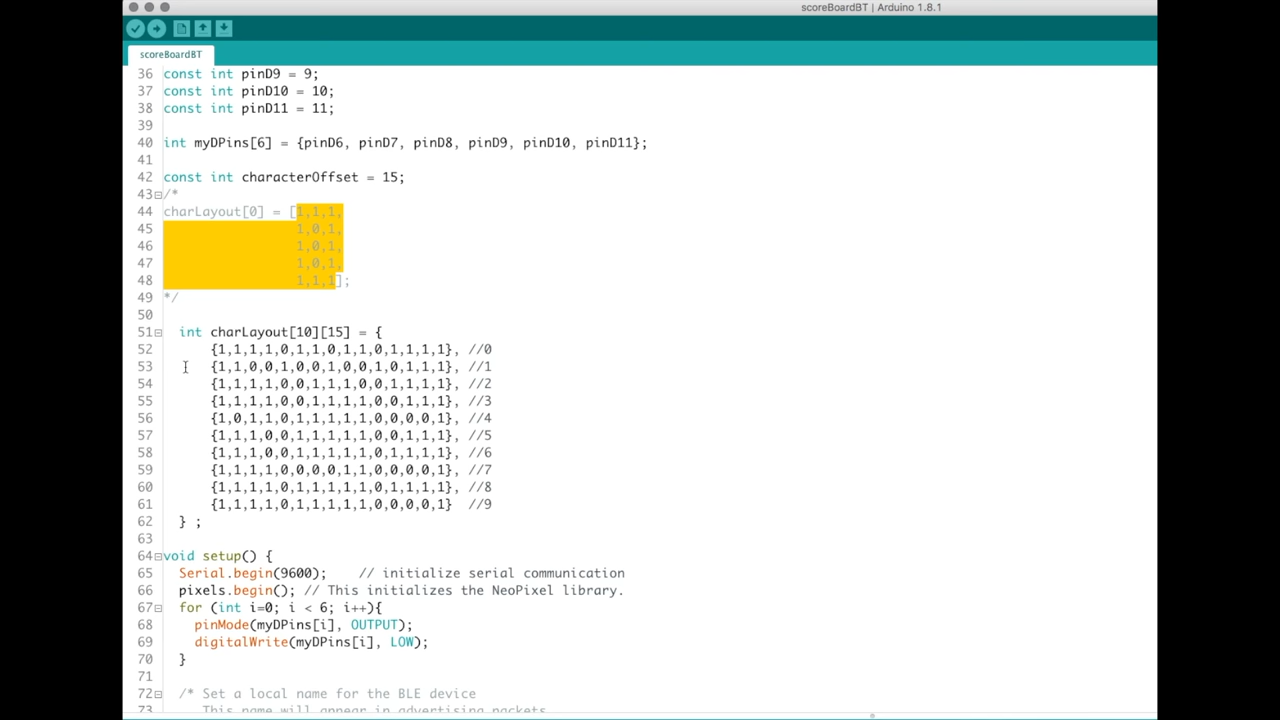 scoreBoardBT | Arduino 1.8.1
scoreBoardBT
36 const int pinD9 = 9;
37 const int pinD10 = 10;
38 const int pinD11 = 11;
39
40 int myDPins[6] = {pinD6, pinD7, pinD8, pinD9, pinD10, pinD11};
41
42 const int characterOffset = 15;
43 /*
44 charLayout[0] = [1,1,1,
45 1,0,1,
46 1,0,1,
47 1,0,1,
48 1,1,1];
49 */
50
51 int charLayout[10][15] = {
52 {1,1,1,1,0,1,1,0,1,1,0,1,1,1,1}, //0
53 {1,1,0,0,1,0,0,1,0,0,1,0,1,1,1}, //1
54 {1,1,1,1,0,0,1,1,1,0,0,1,1,1,1}, //2
55 {1,1,1,1,0,0,1,1,1,1,0,0,1,1,1}, //3
56 {1,0,1,1,0,1,1,1,1,1,0,0,0,0,1}, //4
57 {1,1,1,0,0,1,1,1,1,1,0,0,1,1,1}, //5
58 {1,1,1,0,0,1,1,1,1,1,0,1,1,1,1}, //6
59 {1,1,1,1,0,0,0,0,1,1,0,0,0,0,1}, //7
60 {1,1,1,1,0,1,1,1,1,1,0,1,1,1,1}, //8
61 {1,1,1,1,0,1,1,1,1,1,0,0,0,0,1} //9
62 } ;
63
64 void setup() {
65 Serial.begin(9600); // initialize serial communication
66 pixels.begin(); // This initializes the NeoPixel library.
67 for (int i=0; i < 6; i++){
68 pinMode(myDPins[i], OUTPUT);
69 digitalWrite(myDPins[i], LOW);
70 }
71
72 /* Set a local name for the BLE device
73 This name will appear in advertising packets